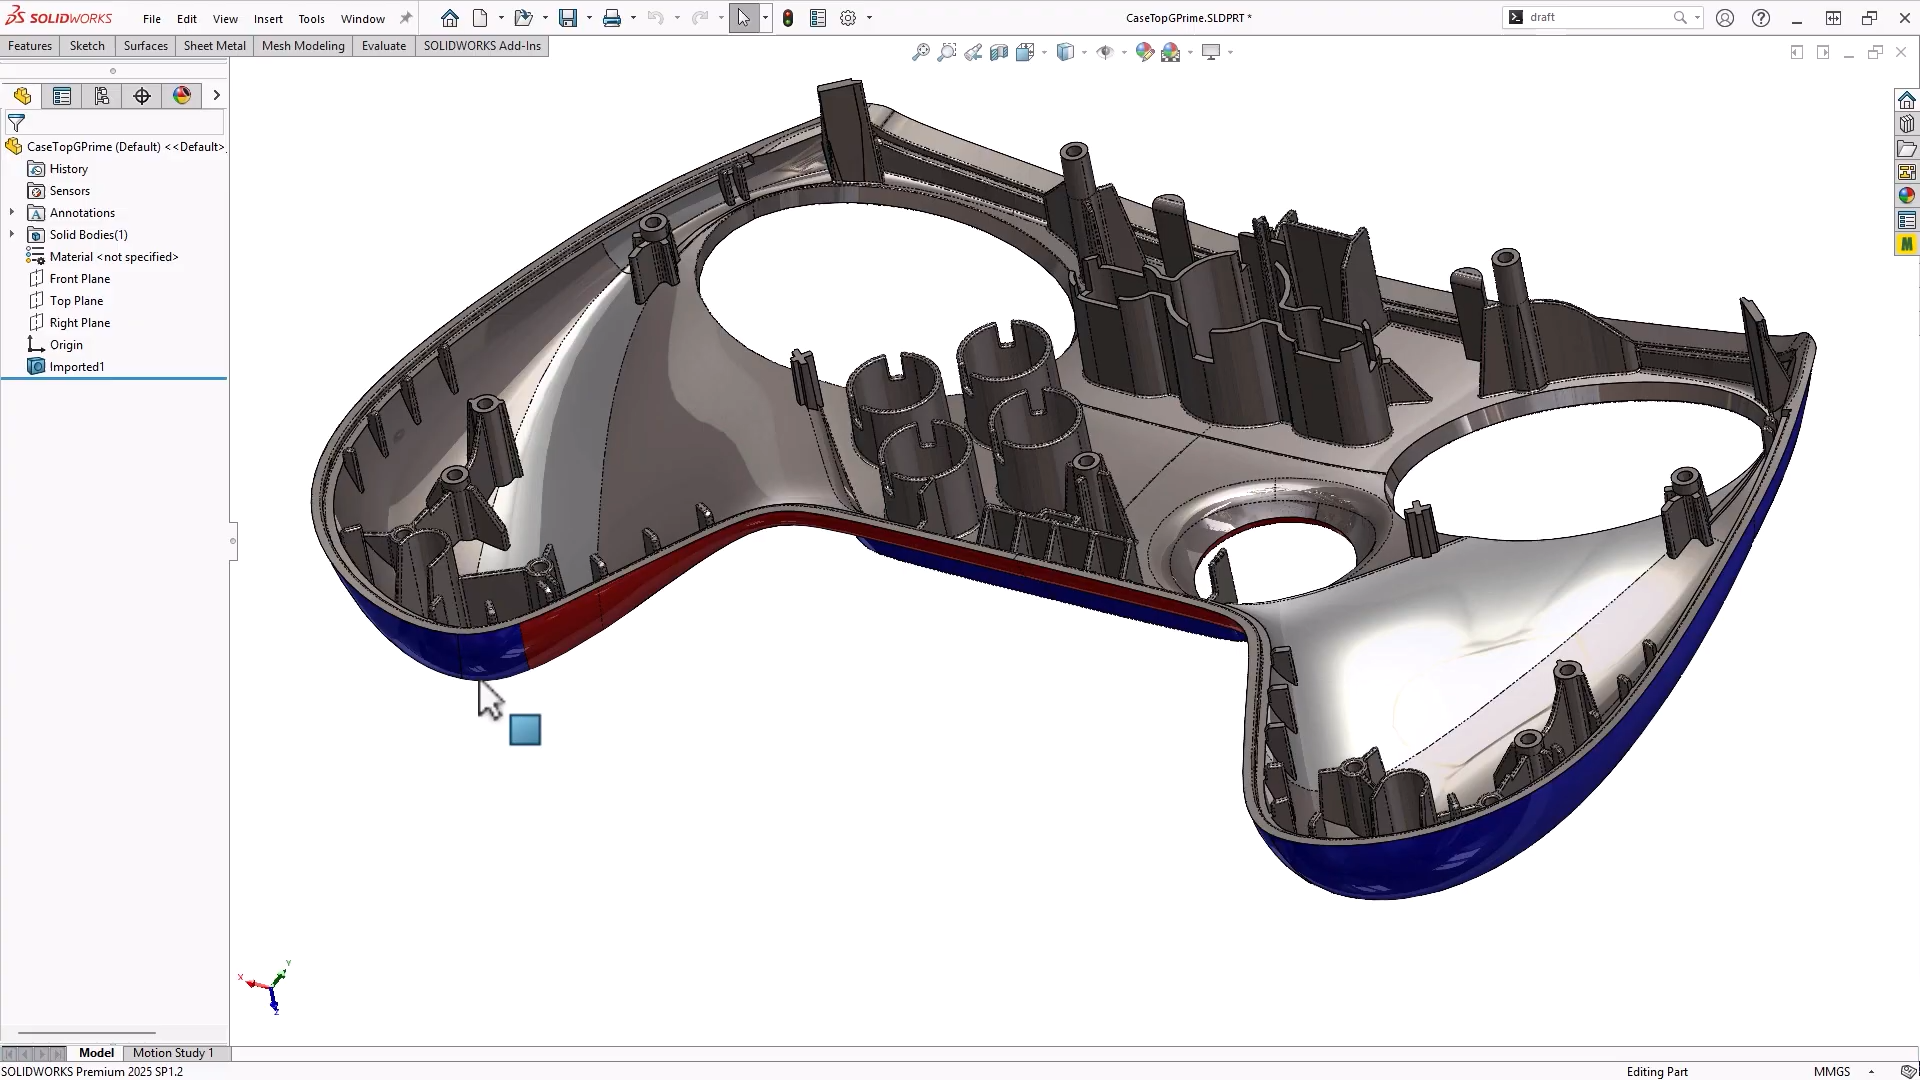 SOLIDWORKS File Edit View Insert Tools Window CaseTopGPrime.SLDPRT * draft
Features Sketch Surfaces Sheet Metal Mesh Modeling Evaluate SOLIDWORKS Add-Ins
CaseTopGPrime (Default) <<Default>
History
Sensors
Annotations
Solid Bodies(1)
Material <not specified>
Front Plane
Top Plane
Right Plane
Origin
Imported1
X Y Z
Model Motion Study 1
SOLIDWORKS Premium 2025 SP1.2 Editing Part MMGS